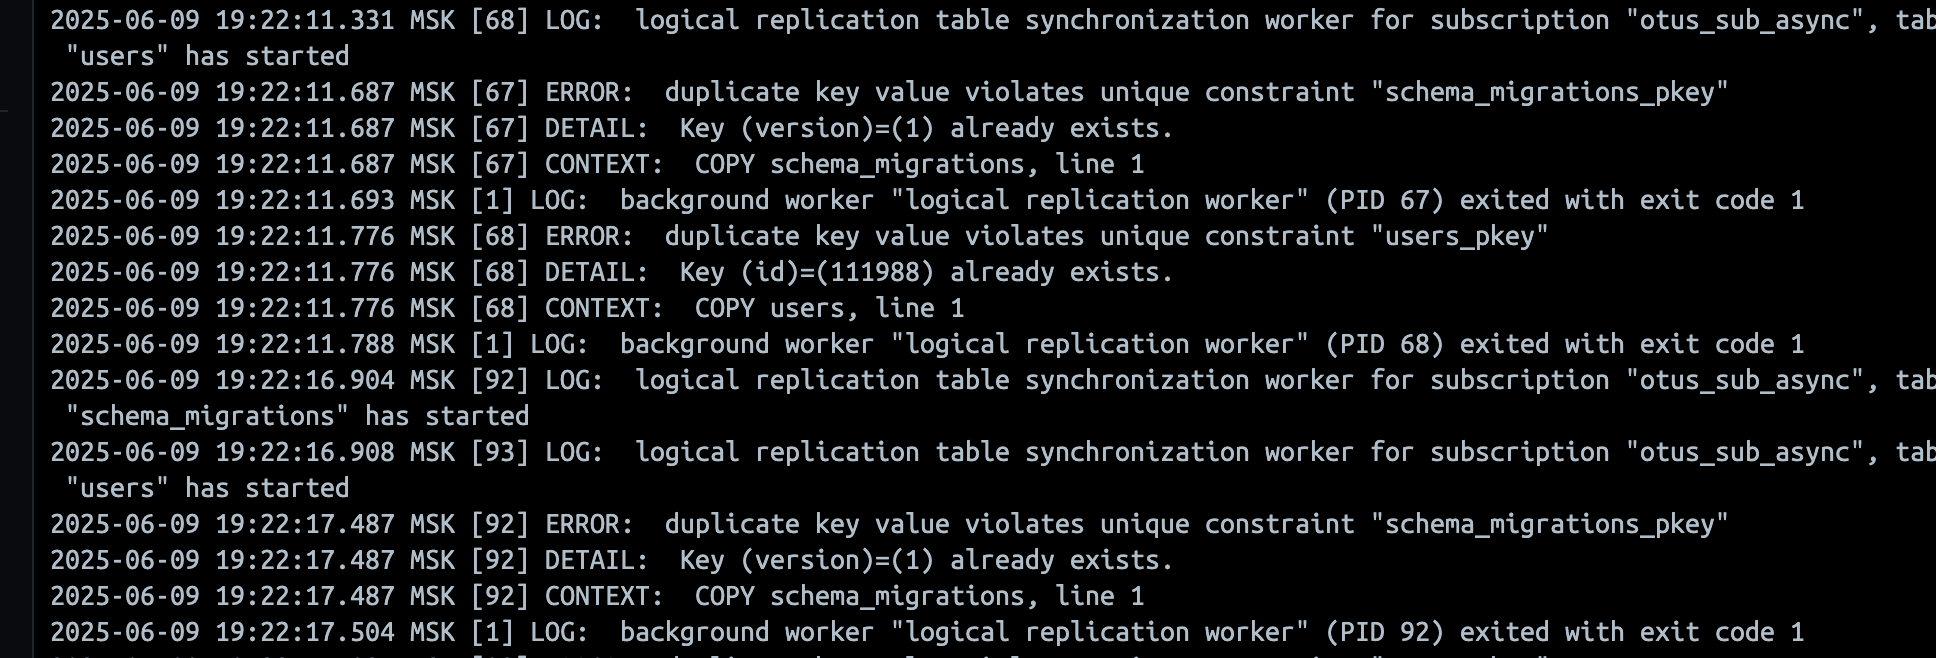 2025-06-09 19:22:11.331 MSK [68] LOG:  logical replication table synchronization worker for subscription "otus_sub_async", tab
"users" has started
2025-06-09 19:22:11.687 MSK [67] ERROR:  duplicate key value violates unique constraint "schema_migrations_pkey"
2025-06-09 19:22:11.687 MSK [67] DETAIL:  Key (version)=(1) already exists.
2025-06-09 19:22:11.687 MSK [67] CONTEXT:  COPY schema_migrations, line 1
2025-06-09 19:22:11.693 MSK [1] LOG:  background worker "logical replication worker" (PID 67) exited with exit code 1
2025-06-09 19:22:11.776 MSK [68] ERROR:  duplicate key value violates unique constraint "users_pkey"
2025-06-09 19:22:11.776 MSK [68] DETAIL:  Key (id)=(111988) already exists.
2025-06-09 19:22:11.776 MSK [68] CONTEXT:  COPY users, line 1
2025-06-09 19:22:11.788 MSK [1] LOG:  background worker "logical replication worker" (PID 68) exited with exit code 1
2025-06-09 19:22:16.904 MSK [92] LOG:  logical replication table synchronization worker for subscription "otus_sub_async", tab
"schema_migrations" has started
2025-06-09 19:22:16.908 MSK [93] LOG:  logical replication table synchronization worker for subscription "otus_sub_async", tab
"users" has started
2025-06-09 19:22:17.487 MSK [92] ERROR:  duplicate key value violates unique constraint "schema_migrations_pkey"
2025-06-09 19:22:17.487 MSK [92] DETAIL:  Key (version)=(1) already exists.
2025-06-09 19:22:17.487 MSK [92] CONTEXT:  COPY schema_migrations, line 1
2025-06-09 19:22:17.504 MSK [1] LOG:  background worker "logical replication worker" (PID 92) exited with exit code 1